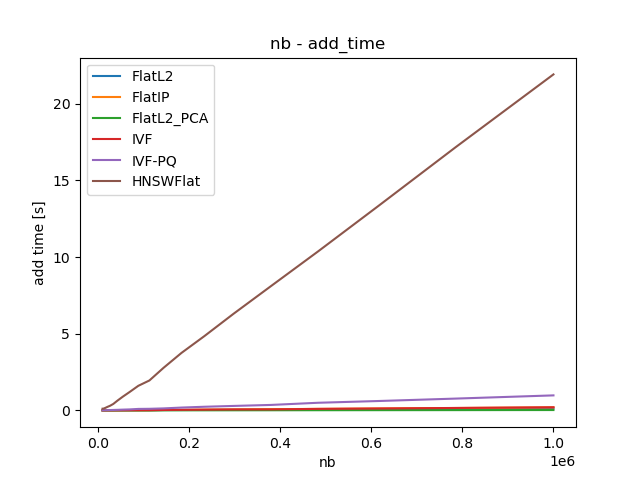 nb - add_time
FlatL2
FlatIP
FlatL2_PCA
IVF
IVF-PQ
HNSWFlat
add time [s]
20
15
10
5
0
0.0 0.2 0.4 0.6 0.8 1.0
1e6
nb